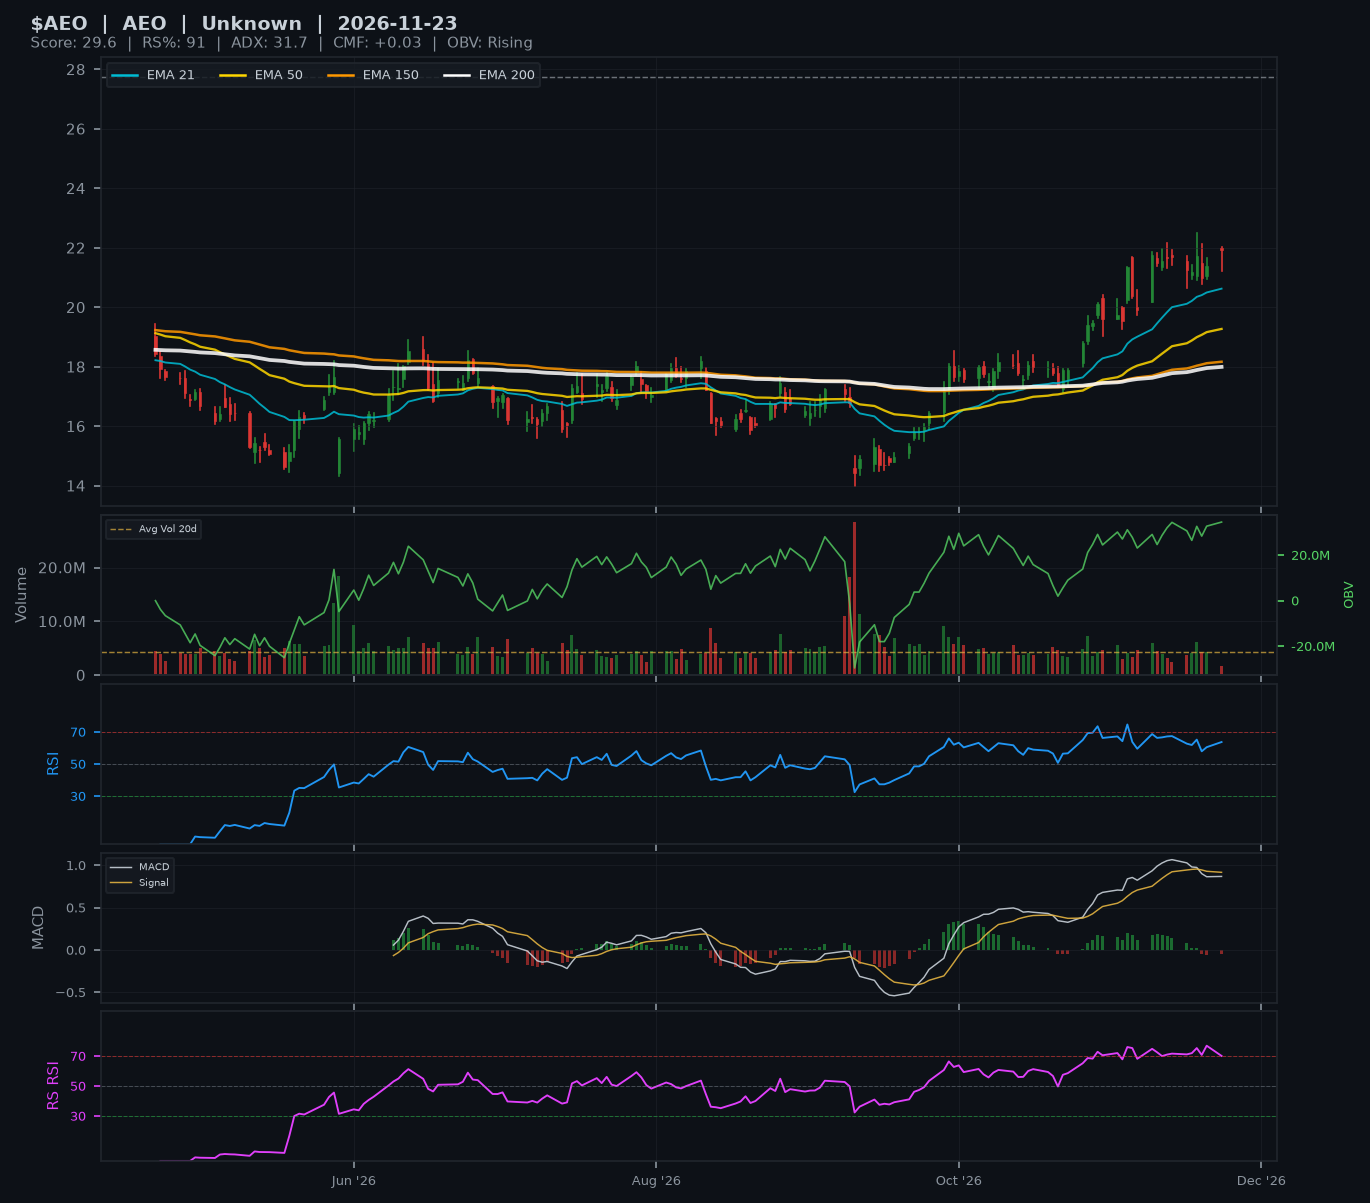 $AEO | AEO | Unknown | 2026-11-23
Score: 29.6 | RS%: 91 | ADX: 31.7 | CMF: +0.03 | OBV: Rising
EMA 21 EMA 50 EMA 150 EMA 200
28
26
24
22
20
18
16
14
Avg Vol 20d
Volume
20.0M
10.0M
0
OBV
20.0M
0
-20.0M
RSI
70
50
30
MACD
Signal
MACD
1.0
0.5
0.0
−0.5
RS RSI
70
50
30
Jun '26 Aug '26 Oct '26 Dec '26